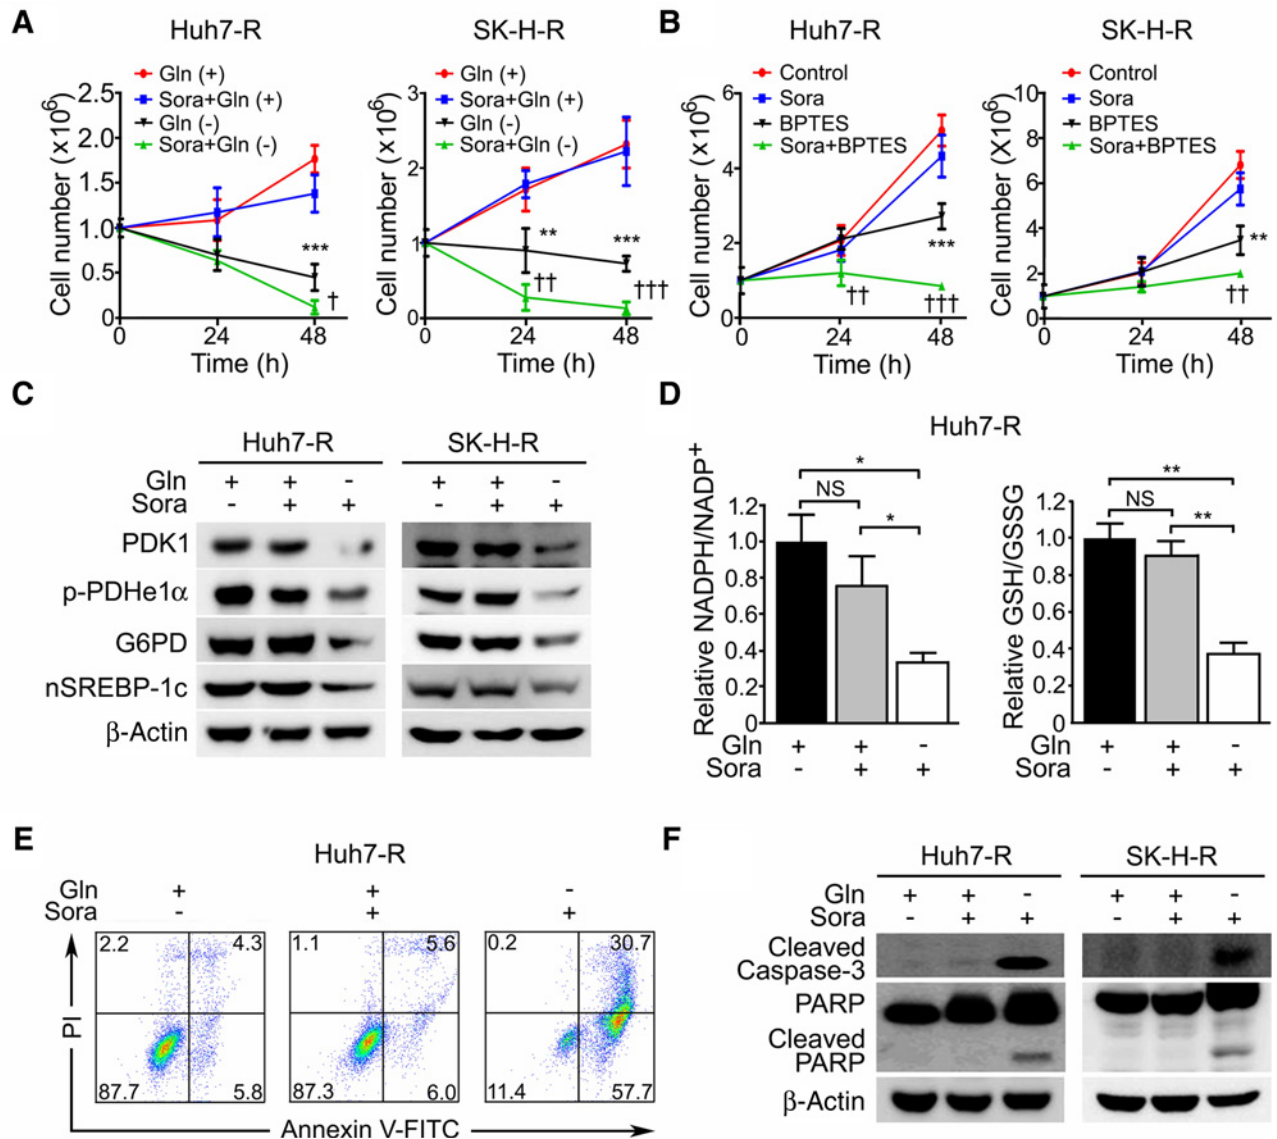 A
Huh7-R
SK-H-R
Gln (+)
Sora+Gln (+)
Gln (-)
Sora+Gln (-)
Gln (+)
Sora+Gln (+)
Gln (-)
Sora+Gln (-)
Cell number (x10⁶)
2.5
2.0
1.5
1.0
0.5
0
***
†
0 24 48
Time (h)
Cell number (x10⁶)
3
2
1
0
** ***
†† †††
0 24 48
Time (h)
B
Huh7-R
SK-H-R
Control
Sora
BPTES
Sora+BPTES
Control
Sora
BPTES
Sora+BPTES
Cell number (x10⁶)
6
4
2
0
***
†† †††
0 24 48
Time (h)
Cell number (X10⁶)
10
8
6
4
2
0
**
††
0 24 48
Time (h)
C
Huh7-R SK-H-R
Gln + + - + + -
Sora - + + - + +
PDK1
p-PDHe1α
G6PD
nSREBP-1c
β-Actin
D
Huh7-R
Relative NADPH/NADP⁺
1.2
1.0
0.8
0.6
0.4
0.2
0
*
NS
*
Gln + + -
Sora - + +
Relative GSH/GSSG
1.2
1.0
0.8
0.6
0.4
0.2
0
**
NS
**
Gln + + -
Sora - + +
E
Huh7-R
Gln + + -
Sora - + +
2.2 4.3 1.1 5.6 0.2 30.7
87.7 5.8 87.3 6.0 11.4 57.7
PI
Annexin V-FITC
F
Huh7-R SK-H-R
Gln + + - + + -
Sora - + + - + +
Cleaved
Caspase-3
PARP
Cleaved
PARP
β-Actin